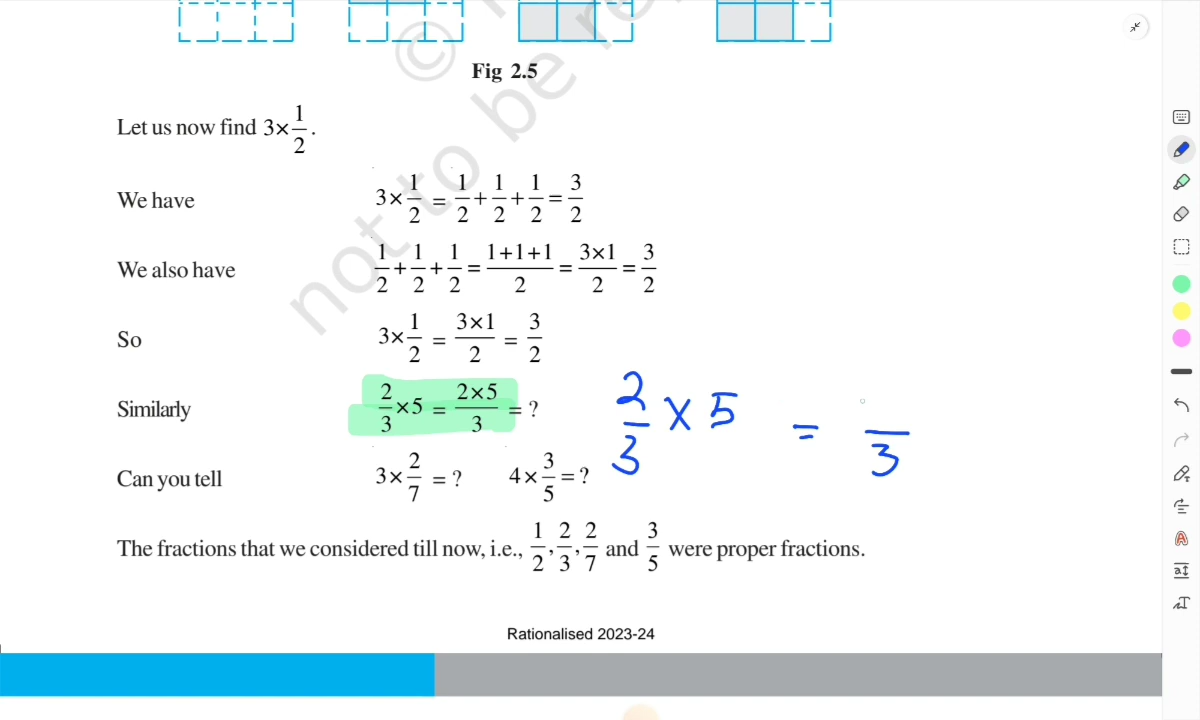 Fig 2.5
Let us now find 3×1/2.
We have 3×1/2 = 1/2+1/2+1/2=3/2
We also have 1/2+1/2+1/2=1+1+1/2=3×1/2=3/2
So 3×1/2 = 3×1/2 = 3/2
Similarly 2/3×5 = 2×5/3 = ?
2/3 × 5 = /3
Can you tell 3×2/7 = ? 4×3/5=?
The fractions that we considered till now, i.e., 1/2, 2/3, 2/7 and 3/5 were proper fractions.
Rationalised 2023-24
© 
not to be re